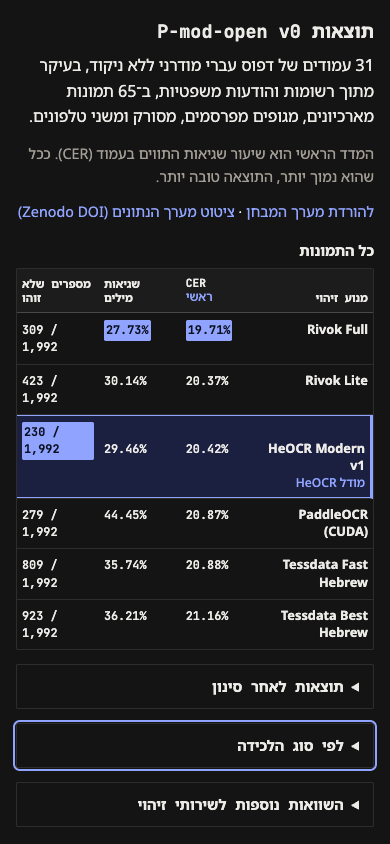 תוצאות P-mod-open v0
31 עמודים של דפוס עברי מודרני ללא ניקוד, בעיקר
מתוך רשומות והודעות משפטיות, ב־65 תמונות
מארכיונים, מגופים מפרסמים, מסורק ומשני טלפונים.
המדד הראשי הוא שיעור שגיאות התווים בעמוד (CER). ככל
שהוא נמוך יותר, התוצאה טובה יותר.
להורדת מערך המבחן · ציטוט מערך הנתונים (Zenodo DOI)
כל התמונות
מנוע זיהוי CER ראשי שגיאות מילים מספרים שלא זוהו
Rivok Full 19.71% 27.73% 309 / 1,992
Rivok Lite 20.37% 30.14% 423 / 1,992
HeOCR Modern v1 מודל HeOCR 20.42% 29.46% 230 / 1,992
PaddleOCR (CUDA) 20.87% 44.45% 279 / 1,992
Tessdata Fast Hebrew 20.88% 35.74% 809 / 1,992
Tessdata Best Hebrew 21.16% 36.21% 923 / 1,992
תוצאות לאחר סינון
לפי סוג הלכידה
השוואות נוספות לשירותי זיהוי